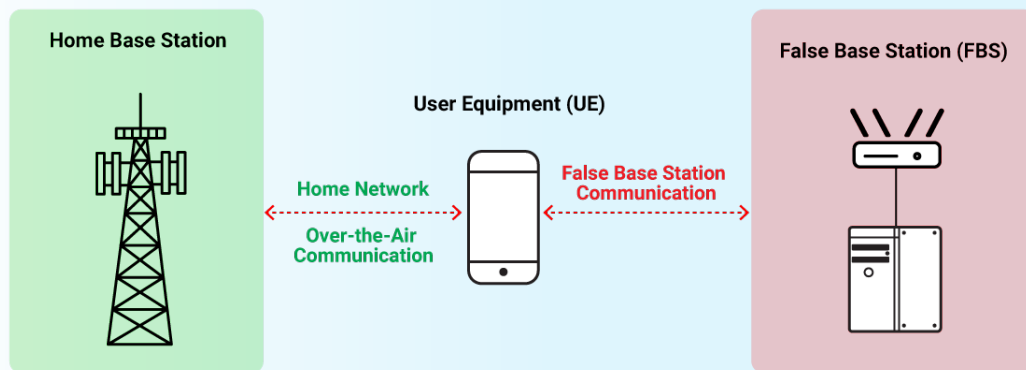 Home Base Station
False Base Station (FBS)
User Equipment (UE)
Home Network
Over-the-Air
Communication
False Base Station
Communication